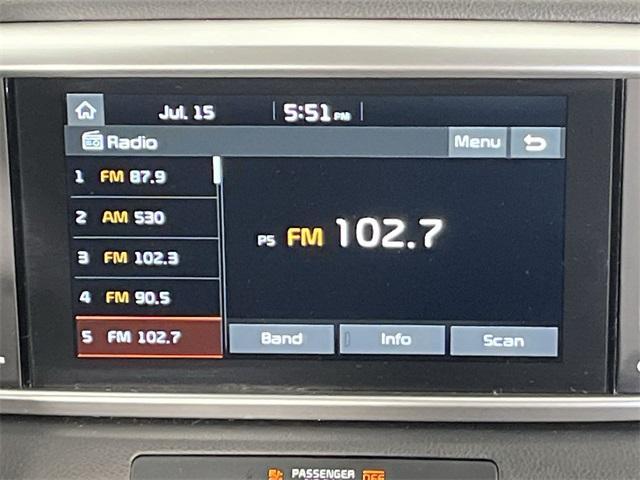 Jul. 15 5:51 PM
Radio Menu
1 FM 87.9
2 AM 530
3 FM 102.3
4 FM 90.5
5 FM 102.7
P5 FM 102.7
Band Info Scan
PASSENGER OFF